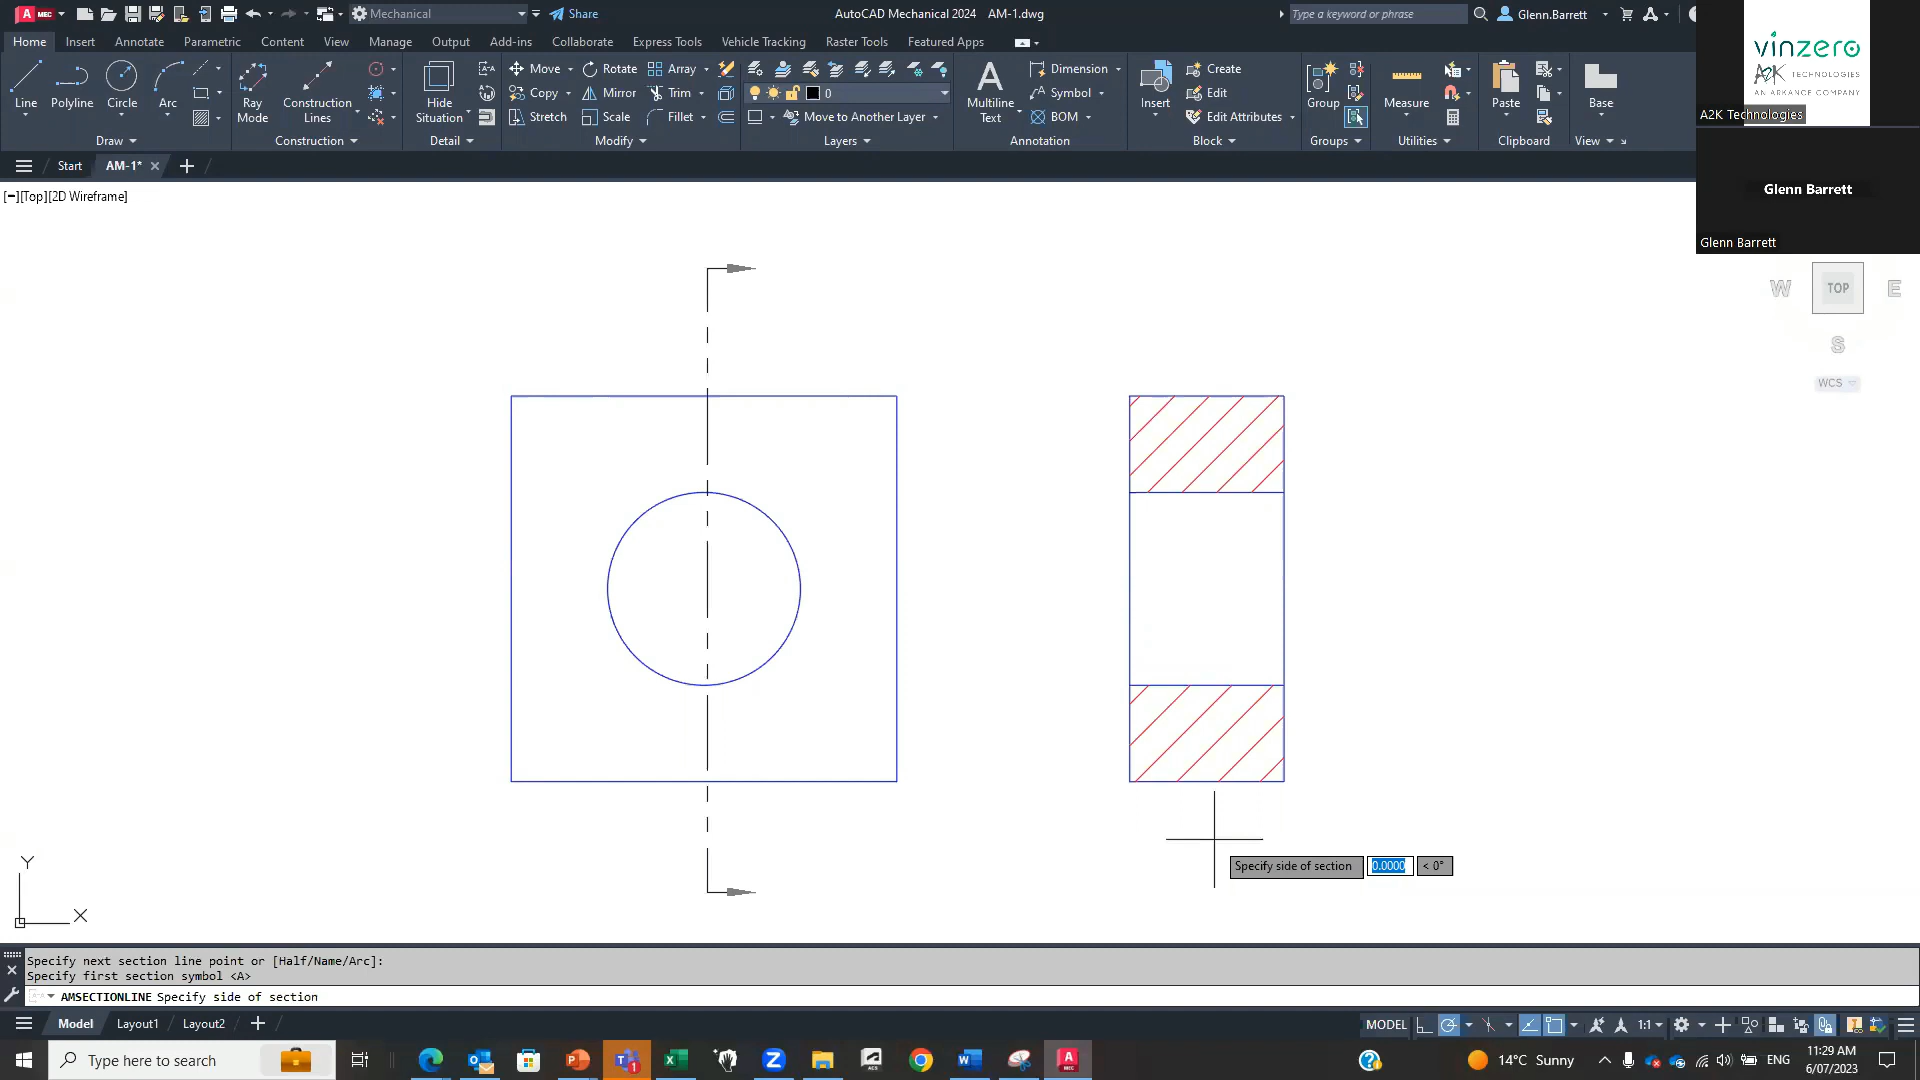 MEC
Mechanical
Share
AutoCAD Mechanical 2024 AM-1.dwg
Type a keyword or phrase
Glenn.Barrett
Home Insert Annotate Parametric Content View Manage Output Add-ins Collaborate Express Tools Vehicle Tracking Raster Tools Featured Apps
Line Polyline Circle Arc
Draw
Ray Mode
Construction Lines
Construction
Hide Situation
Detail
Move Rotate Array
Copy Mirror Trim
Stretch Scale Fillet
Modify
0
Move to Another Layer
Layers
Multiline Text
Dimension
Symbol
BOM
Annotation
Insert
Create
Edit
Edit Attributes
Block
Group
Groups
Measure
Utilities
Paste
Clipboard
Base
View
vinzero
A2K TECHNOLOGIES
AN ARKANCE COMPANY
A2K Technologies
Glenn Barrett
Glenn Barrett
Start AM-1*
[−][Top][2D Wireframe]
W TOP E
S
WCS
Specify side of section 0.0000 < 0°
Y
X
Specify next section line point or [Half/Name/Arc]:
Specify first section symbol <A>
AMSECTIONLINE Specify side of section
Model Layout1 Layout2
MODEL
1:1
Type here to search
14°C Sunny
ENG
11:29 AM
6/07/2023